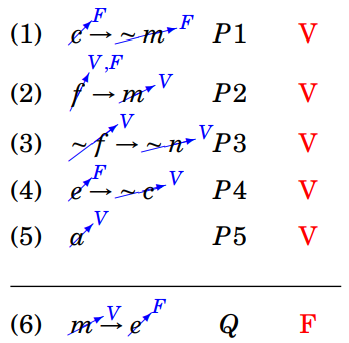 (1) c^F → ~m^F P1 V
(2) f^V,F → m^V P2 V
(3) ~f^V → ~n^V P3 V
(4) e^F → ~c^V P4 V
(5) a^V P5 V
(6) m^V → e^F Q F